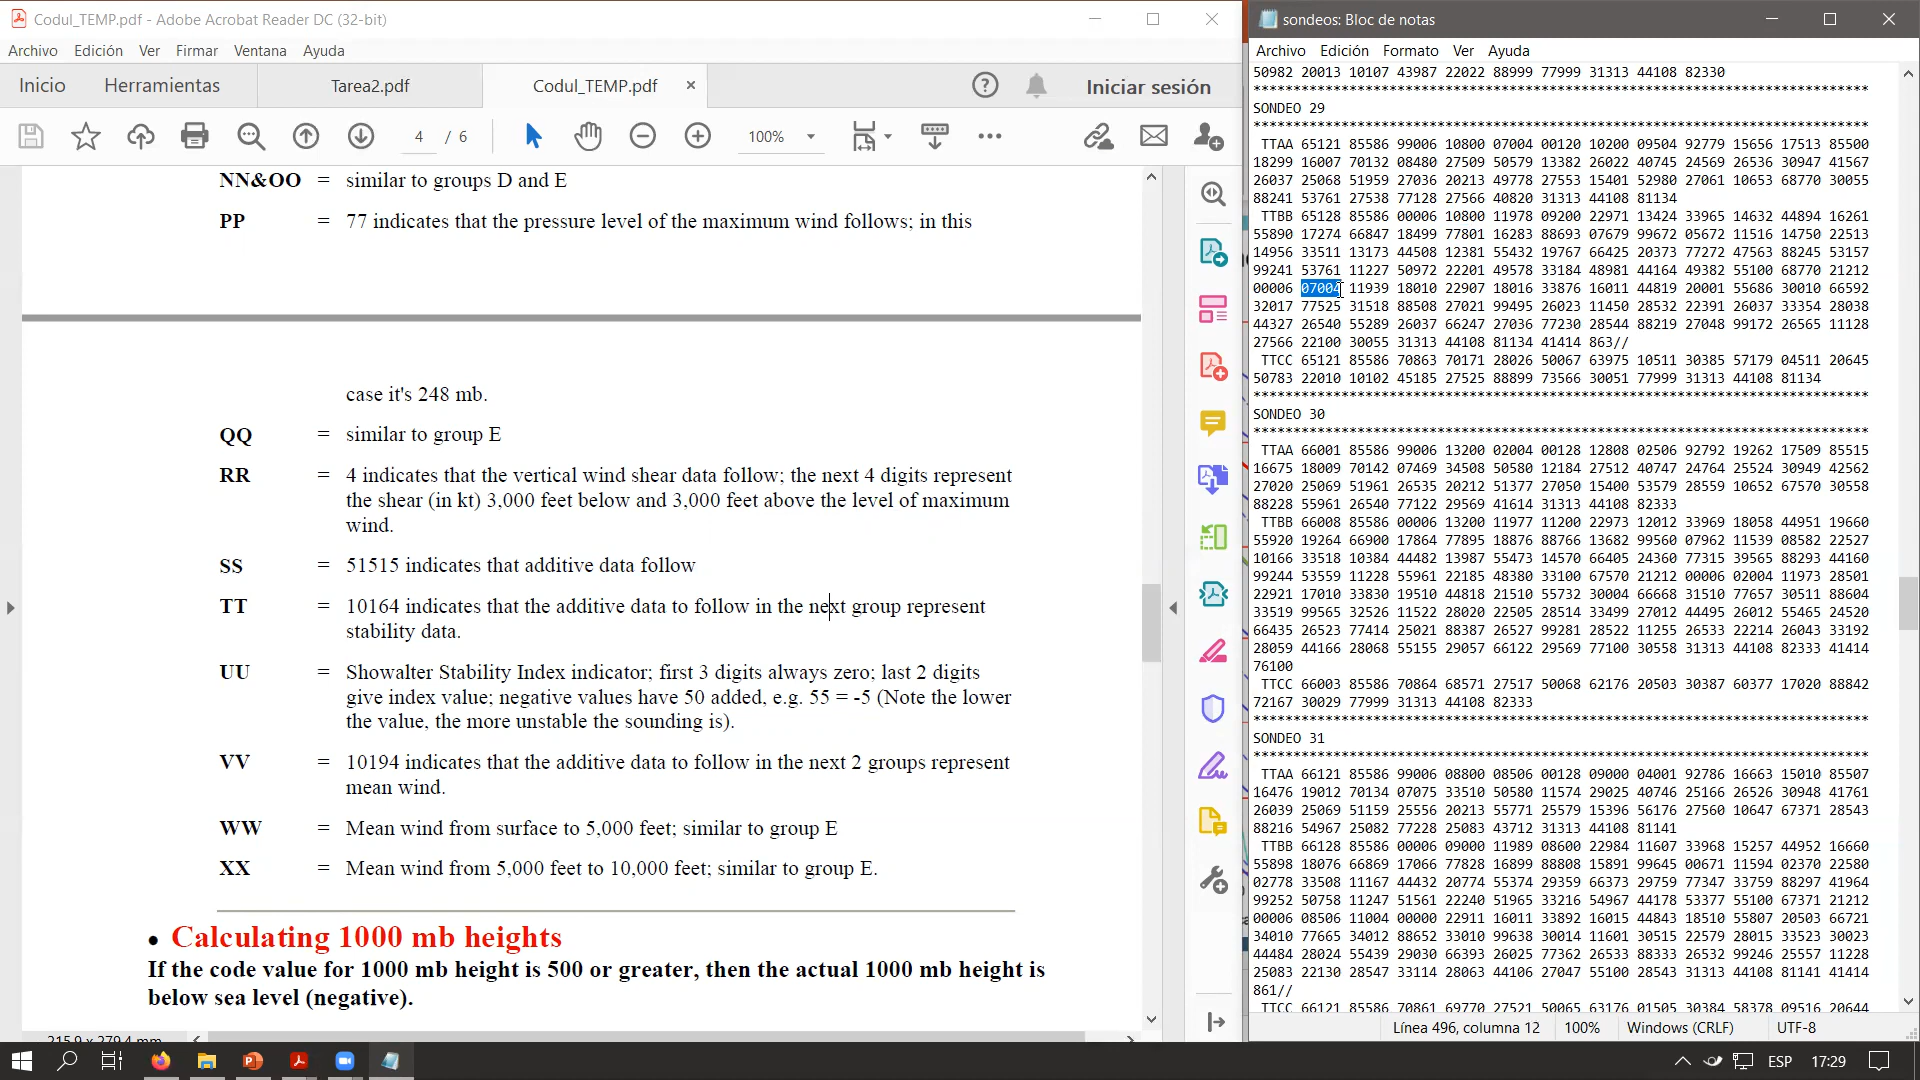 Codul_TEMP.pdf - Adobe Acrobat Reader DC (32-bit)
Archivo Edición Ver Firmar Ventana Ayuda
Inicio Herramientas Tarea2.pdf Codul_TEMP.pdf Iniciar sesión
4 / 6 100%
NN&OO = similar to groups D and E
PP = 77 indicates that the pressure level of the maximum wind follows; in this
case it's 248 mb.
QQ = similar to group E
RR = 4 indicates that the vertical wind shear data follow; the next 4 digits represent
the shear (in kt) 3,000 feet below and 3,000 feet above the level of maximum
wind.
SS = 51515 indicates that additive data follow
TT = 10164 indicates that the additive data to follow in the next group represent
stability data.
UU = Showalter Stability Index indicator; first 3 digits always zero; last 2 digits
give index value; negative values have 50 added, e.g. 55 = -5 (Note the lower
the value, the more unstable the sounding is).
VV = 10194 indicates that the additive data to follow in the next 2 groups represent
mean wind.
WW = Mean wind from surface to 5,000 feet; similar to group E
XX = Mean wind from 5,000 feet to 10,000 feet; similar to group E.
• Calculating 1000 mb heights
If the code value for 1000 mb height is 500 or greater, then the actual 1000 mb height is
below sea level (negative).
sondeos: Bloc de notas
Archivo Edición Formato Ver Ayuda
50982 20013 10107 43987 22022 88999 77999 31313 44108 82330
*****************************************************************************
SONDEO 29
*****************************************************************************
TTAA 65121 85586 99006 10800 07004 00120 10200 09504 92779 15656 17513 85500
18299 16007 70132 08480 27509 50579 13382 26022 40745 24569 26536 30947 41567
26037 25068 51959 27036 20213 49778 27553 15401 52980 27061 10653 68770 30055
88241 53761 27538 77128 27566 40820 31313 44108 81134
TTBB 65128 85586 00006 10800 11978 09200 22971 13424 33965 14632 44894 16261
55890 17274 66847 18499 77801 16283 88693 07679 99672 05672 11516 14750 22513
14956 33511 13173 44508 12381 55432 19767 66425 20373 77272 47563 88245 53157
99241 53761 11227 50972 22201 49578 33184 48981 44164 49382 55100 68770 21212
00006 07004 11939 18010 22907 18016 33876 16011 44819 20001 55686 30010 66592
32017 77525 31518 88508 27021 99495 26023 11450 28532 22391 26037 33354 28038
44327 26540 55289 26037 66247 27036 77230 28544 88219 27048 99172 26565 11128
27566 22100 30055 31313 44108 81134 41414 863//
TTCC 65121 85586 70863 70171 28026 50067 63975 10511 30385 57179 04511 20645
50783 22010 10102 45185 27525 88899 73566 30051 77999 31313 44108 81134
*****************************************************************************
SONDEO 30
*****************************************************************************
TTAA 66001 85586 99006 13200 02004 00128 12808 02506 92792 19262 17509 85515
16675 18009 70142 07469 34508 50580 12184 27512 40747 24764 25524 30949 42562
27020 25069 51961 26535 20212 51377 27050 15400 53579 28559 10652 67570 30558
88228 55961 26540 77122 29569 41614 31313 44108 82333
TTBB 66008 85586 00006 13200 11977 11200 22973 12012 33969 18058 44951 19660
55920 19264 66900 17864 77895 18876 88766 13682 99560 07962 11539 08582 22527
10166 33518 10384 44482 13987 55473 14570 66405 24360 77315 39565 88293 44160
99244 53559 11228 55961 22185 48380 33100 67570 21212 00006 02004 11973 28501
22921 17010 33830 19510 44818 21510 55732 30004 66668 31510 77657 30511 88604
33519 99565 32526 11522 28020 22505 28514 33499 27012 44495 26012 55465 24520
66435 26523 77414 25021 88387 26527 99281 28522 11255 26533 22214 26043 33192
28059 44166 28068 55155 29057 66122 29569 77100 30558 31313 44108 82333 41414
76100
TTCC 66003 85586 70864 68571 27517 50068 62176 20503 30387 60377 17020 88842
72167 30029 77999 31313 44108 82333
*****************************************************************************
SONDEO 31
*****************************************************************************
TTAA 66121 85586 99006 08800 08506 00128 09000 04001 92786 16663 15010 85507
16476 19012 70134 07075 33510 50580 11574 29025 40746 25166 26526 30948 41761
26039 25069 51159 25556 20213 55771 25579 15396 56176 27560 10647 67371 28543
88216 54967 25082 77228 25083 43712 31313 44108 81141
TTBB 66128 85586 00006 09000 11989 08600 22984 11607 33968 15257 44952 16660
55898 18076 66869 17066 77828 16899 88808 15891 99645 00671 11594 02370 22580
02778 33508 11167 44432 20774 55374 29359 66373 29759 77347 33759 88297 41964
99252 50758 11247 51561 22240 51965 33216 54967 44178 53377 55100 67371 21212
00006 08506 11004 00000 22911 16011 33892 16015 44843 18510 55807 20503 66721
34010 77665 34012 88652 33010 99638 30014 11601 30515 22579 28015 33523 30023
44484 28024 55439 29030 66393 26025 77362 26533 88333 26532 99246 25557 11228
25083 22130 28547 33114 28063 44106 27047 55100 28543 31313 44108 81141 41414
861//
TTCC 66121 85586 70861 69770 27521 50065 63176 01505 30384 58378 09516 20644
Línea 496, columna 12 100% Windows (CRLF) UTF-8
ESP 17:29